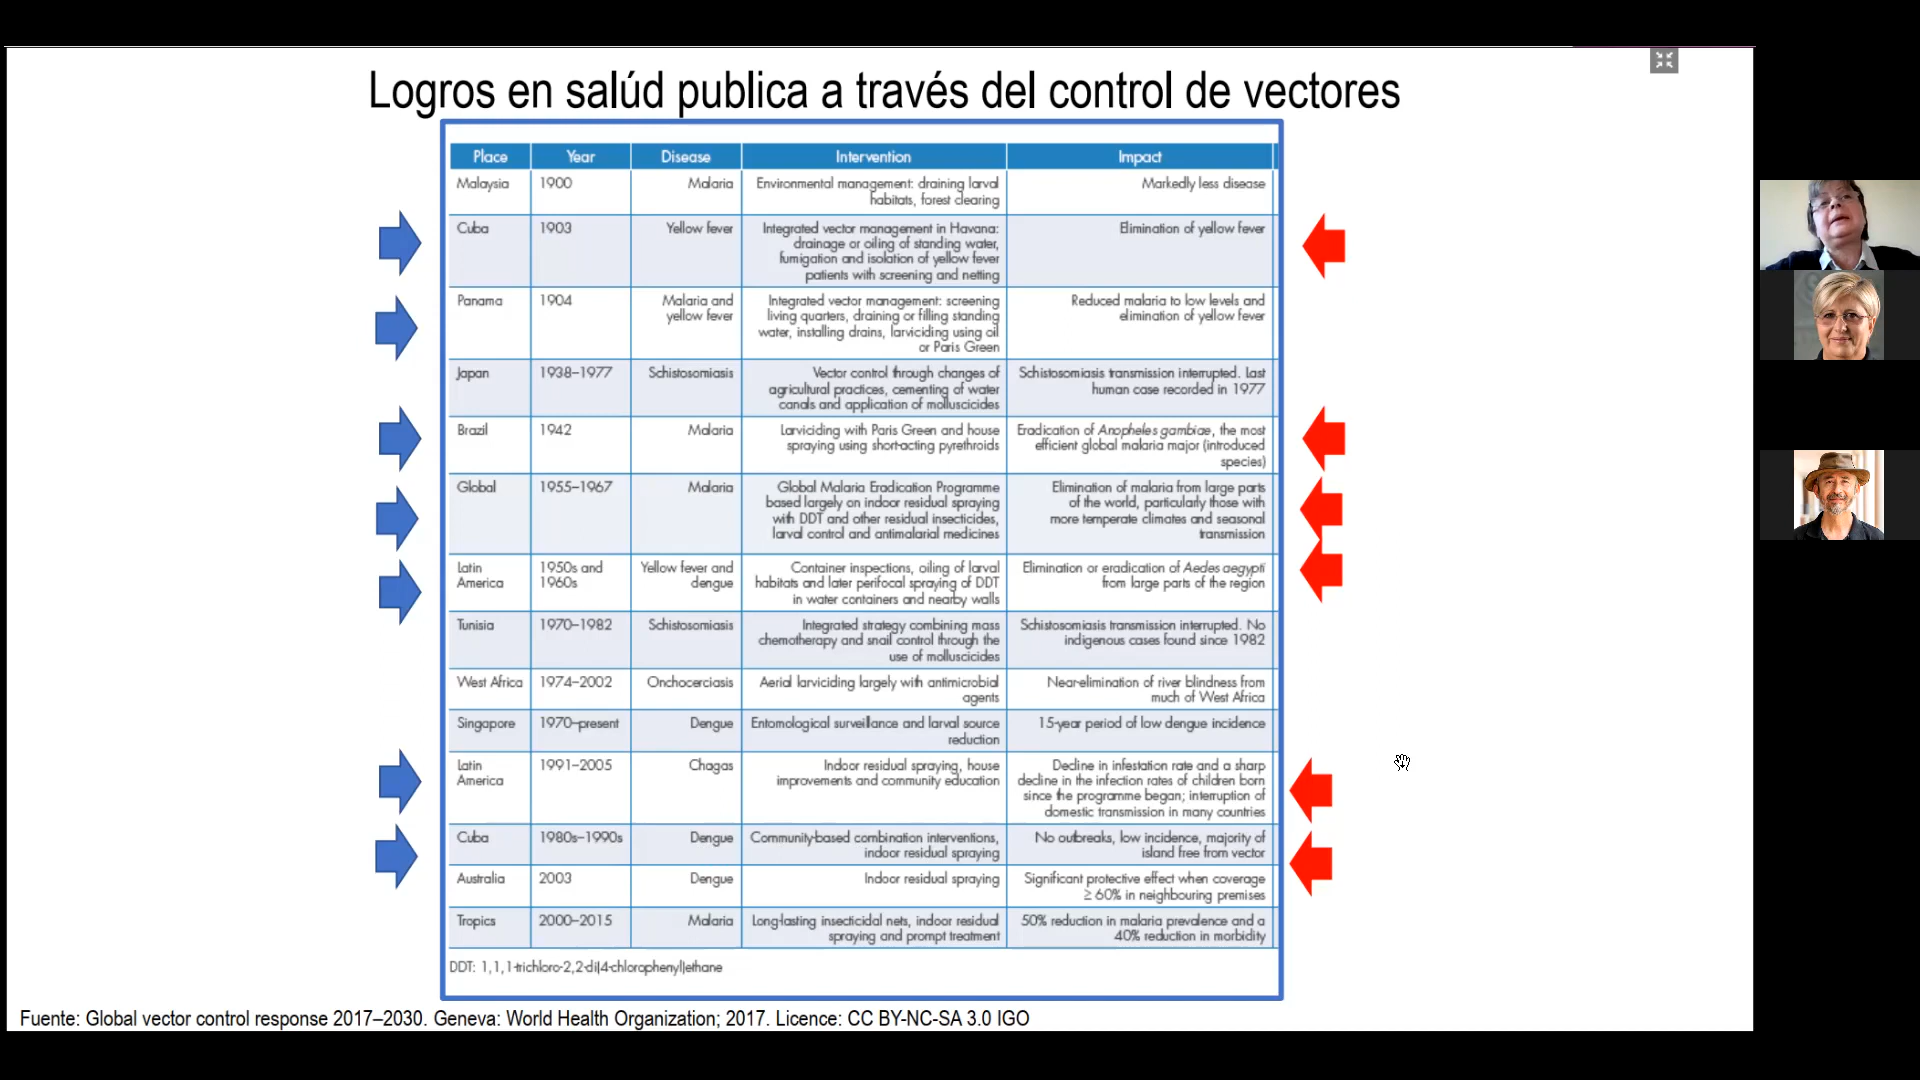 Logros en salúd publica a través del control de vectores
Place Year Disease Intervention Impact
Malaysia 1900 Malaria Environmental management: draining larval Markedly less disease
habitats, forest clearing
Cuba 1903 Yellow fever Integrated vector management in Havana: Elimination of yellow fever
drainage or oiling of standing water,
fumigation and isolation of yellow fever
patients with screening and netting
Panama 1904 Malaria and Integrated vector management: screening Reduced malaria to low levels and
yellow fever living quarters, draining or filling standing elimination of yellow fever
water, installing drains, larviciding using oil
or Paris Green
Japan 1938–1977 Schistosomiasis Vector control through changes of Schistosomiasis transmission interrupted. Last
agricultural practices, cementing of water human case recorded in 1977
canals and application of molluscicides
Brazil 1942 Malaria Larviciding with Paris Green and house Eradication of Anopheles gambiae, the most
spraying using short-acting pyrethroids efficient global malaria major (introduced
species)
Global 1955–1967 Malaria Global Malaria Eradication Programme Elimination of malaria from large parts
based largely on indoor residual spraying of the world, particularly those with
with DDT and other residual insecticides, more temperate climates and seasonal
larval control and antimalarial medicines transmission
Latin 1950s and Yellow fever and Container inspections, oiling of larval Elimination or eradication of Aedes aegypti
America 1960s dengue habitats and later perifocal spraying of DDT from large parts of the region
in water containers and nearby walls
Tunisia 1970–1982 Schistosomiasis Integrated strategy combining mass Schistosomiasis transmission interrupted. No
chemotherapy and snail control through the indigenous cases found since 1982
use of molluscicides
West Africa 1974–2002 Onchocerciasis Aerial larviciding largely with antimicrobial Near-elimination of river blindness from
agents much of West Africa
Singapore 1970–present Dengue Entomological surveillance and larval source 15-year period of low dengue incidence
reduction
Latin 1991–2005 Chagas Indoor residual spraying, house Decline in infestation rate and a sharp
America improvements and community education decline in the infection rates of children born
since the programme began; interruption of
domestic transmission in many countries
Cuba 1980s–1990s Dengue Community-based combination interventions, No outbreaks, low incidence, majority of
indoor residual spraying island free from vector
Australia 2003 Dengue Indoor residual spraying Significant protective effect when coverage
≥ 60% in neighbouring premises
Tropics 2000–2015 Malaria Long-lasting insecticidal nets, indoor residual 50% reduction in malaria prevalence and a
spraying and prompt treatment 40% reduction in morbidity
DDT: 1,1,1-trichloro-2,2-di(4-chlorophenyl)ethane
Fuente: Global vector control response 2017–2030. Geneva: World Health Organization; 2017. Licence: CC BY-NC-SA 3.0 IGO